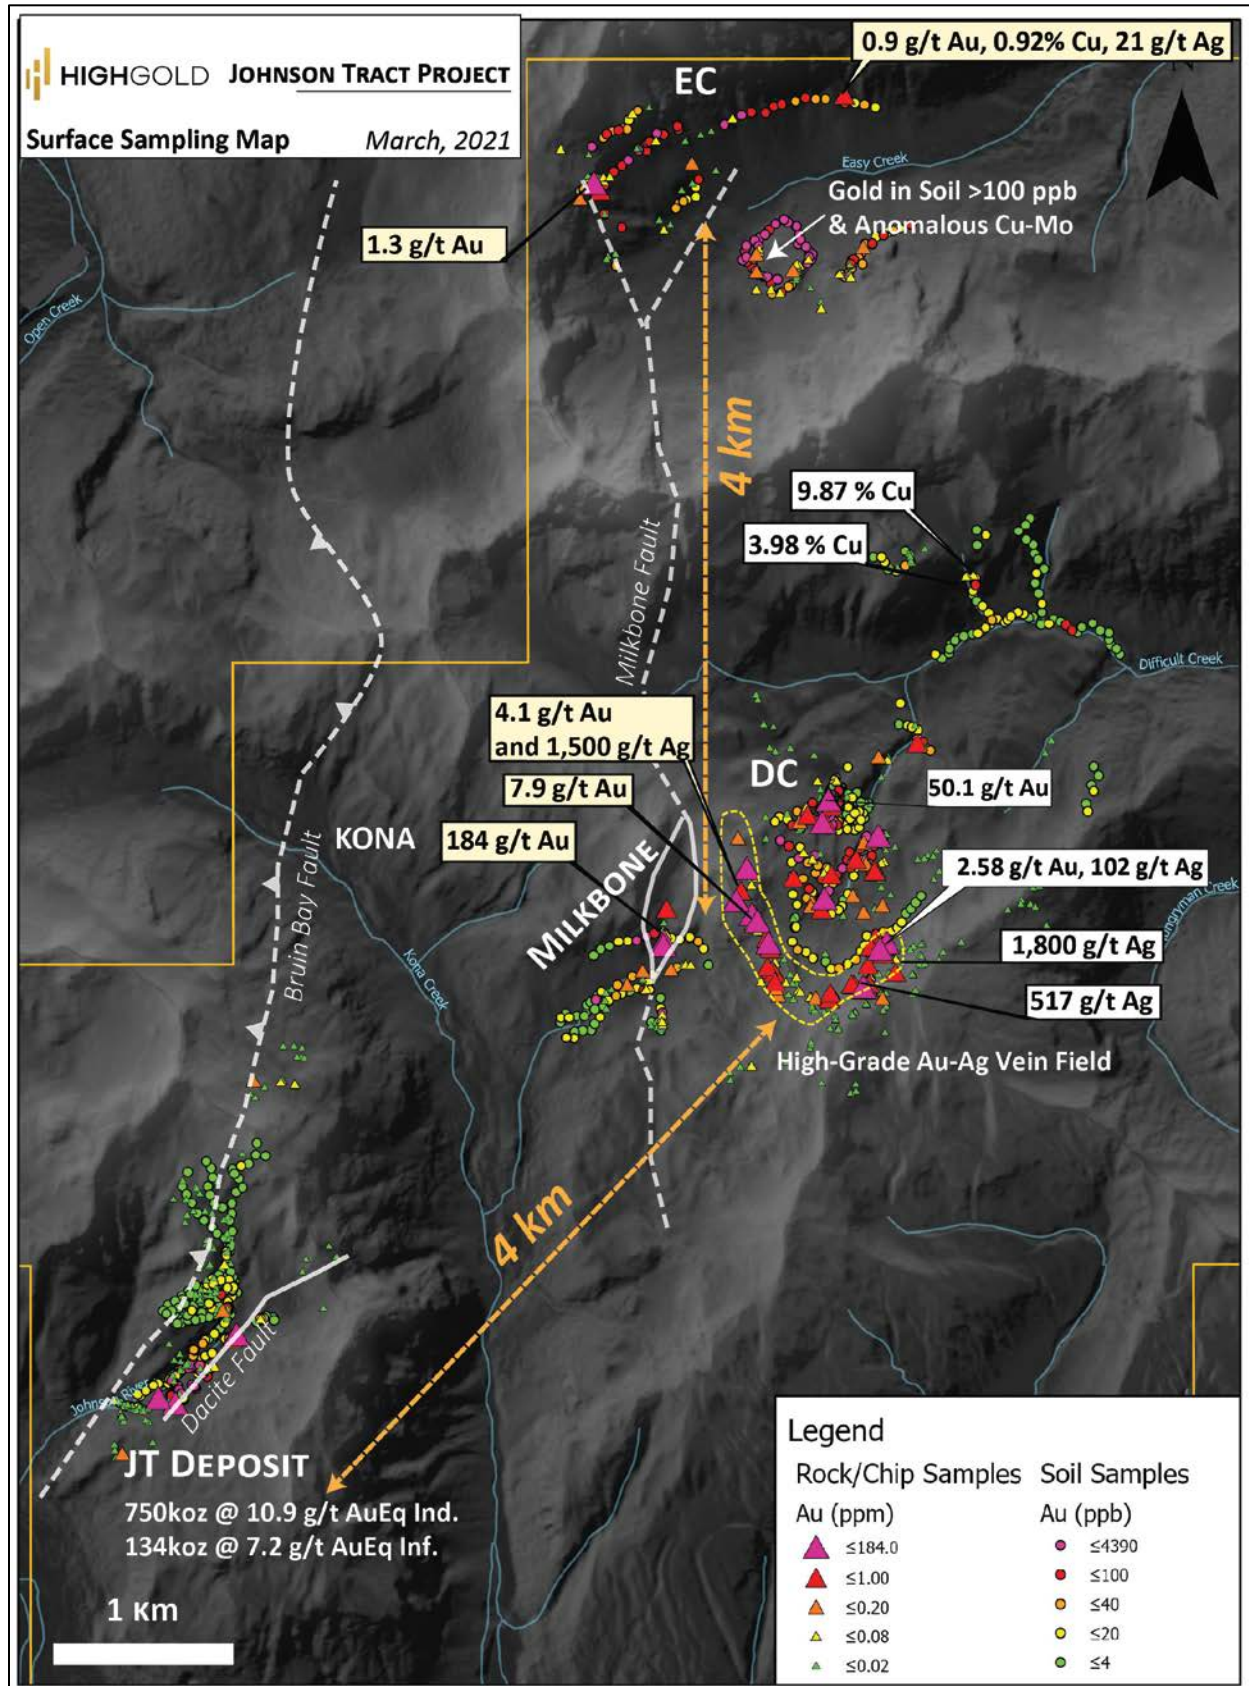 HIGHGOLD JOHNSON TRACT PROJECT
Surface Sampling Map March, 2021
0.9 g/t Au, 0.92% Cu, 21 g/t Ag
EC
Easy Creek
Gold in Soil >100 ppb
& Anomalous Cu-Mo
1.3 g/t Au
Open Creek
4 km
9.87 % Cu
3.98 % Cu
Milkbone Fault
Difficult Creek
4.1 g/t Au
and 1,500 g/t Ag
DC
50.1 g/t Au
7.9 g/t Au
KONA
184 g/t Au
2.58 g/t Au, 102 g/t Ag
MILKBONE
1,800 g/t Ag
Bruin Bay Fault
Kona Creek
517 g/t Ag
High-Grade Au-Ag Vein Field
4 km
Dacite Fault
JT DEPOSIT
750koz @ 10.9 g/t AuEq Ind.
134koz @ 7.2 g/t AuEq Inf.
1 Km
Legend
Rock/Chip Samples Soil Samples
Au (ppm) Au (ppb)
≤184.0 ≤4390
≤1.00 ≤100
≤0.20 ≤40
≤0.08 ≤20
≤0.02 ≤4